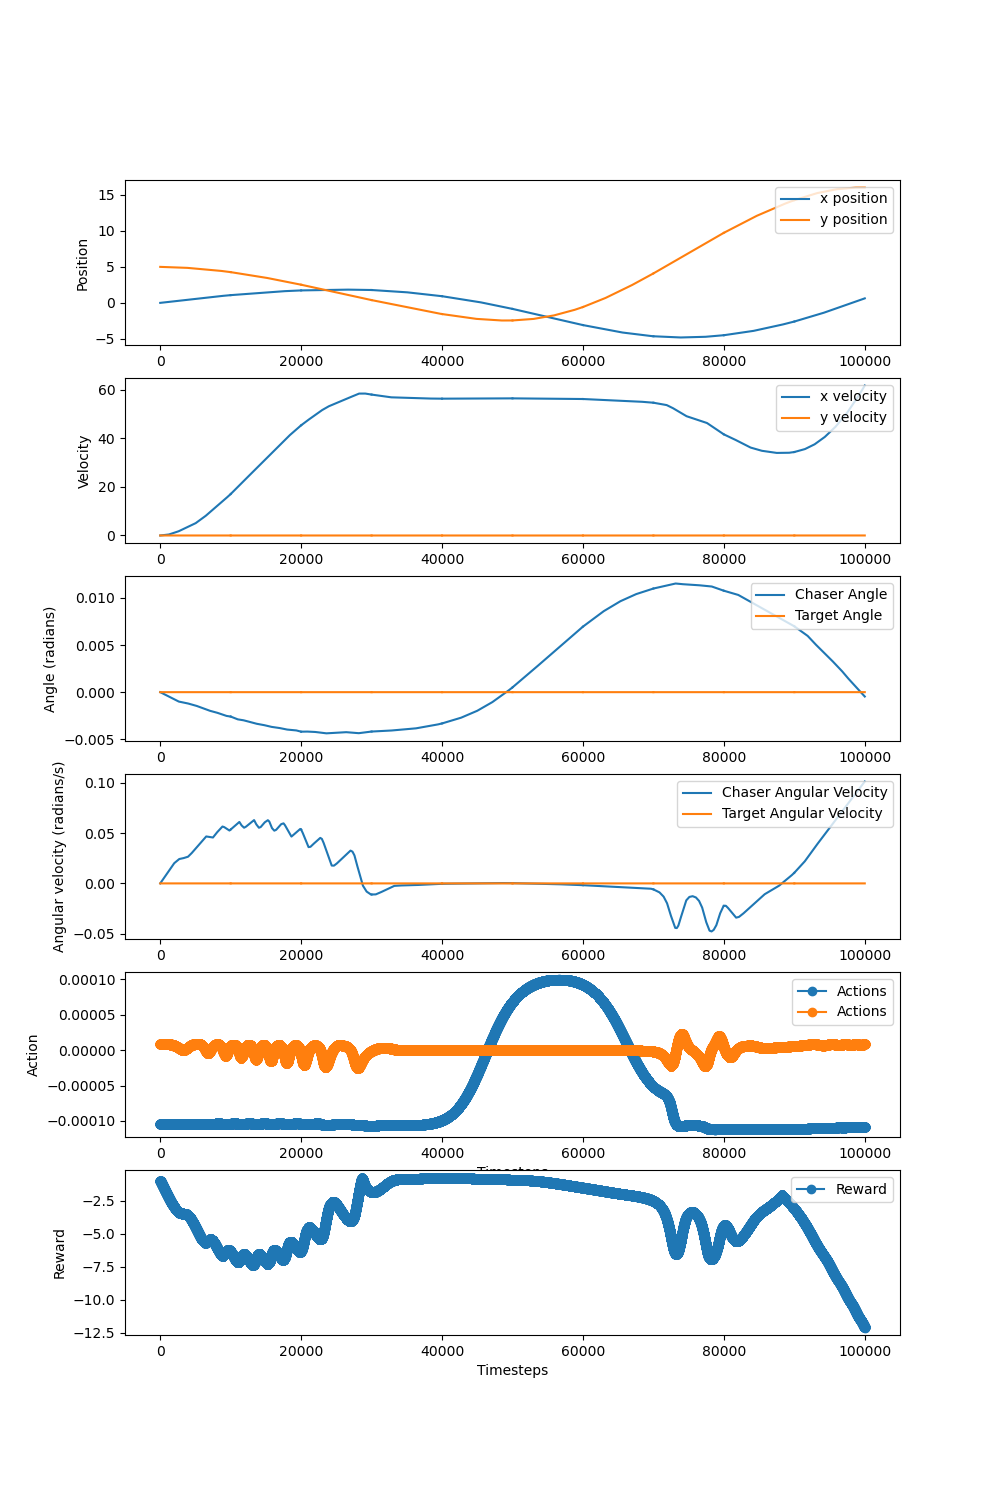 Position
15
10
5
0
−5
x position
y position
0 20000 40000 60000 80000 100000
Velocity
60
40
20
0
x velocity
y velocity
0 20000 40000 60000 80000 100000
Angle (radians)
0.010
0.005
0.000
−0.005
Chaser Angle
Target Angle
0 20000 40000 60000 80000 100000
Angular velocity (radians/s)
0.10
0.05
0.00
−0.05
Chaser Angular Velocity
Target Angular Velocity
0 20000 40000 60000 80000 100000
Action
0.00010
0.00005
0.00000
−0.00005
−0.00010
Actions
Actions
0 20000 40000 60000 80000 100000
Timesteps
Reward
−2.5
−5.0
−7.5
−10.0
−12.5
Reward
0 20000 40000 60000 80000 100000
Timesteps